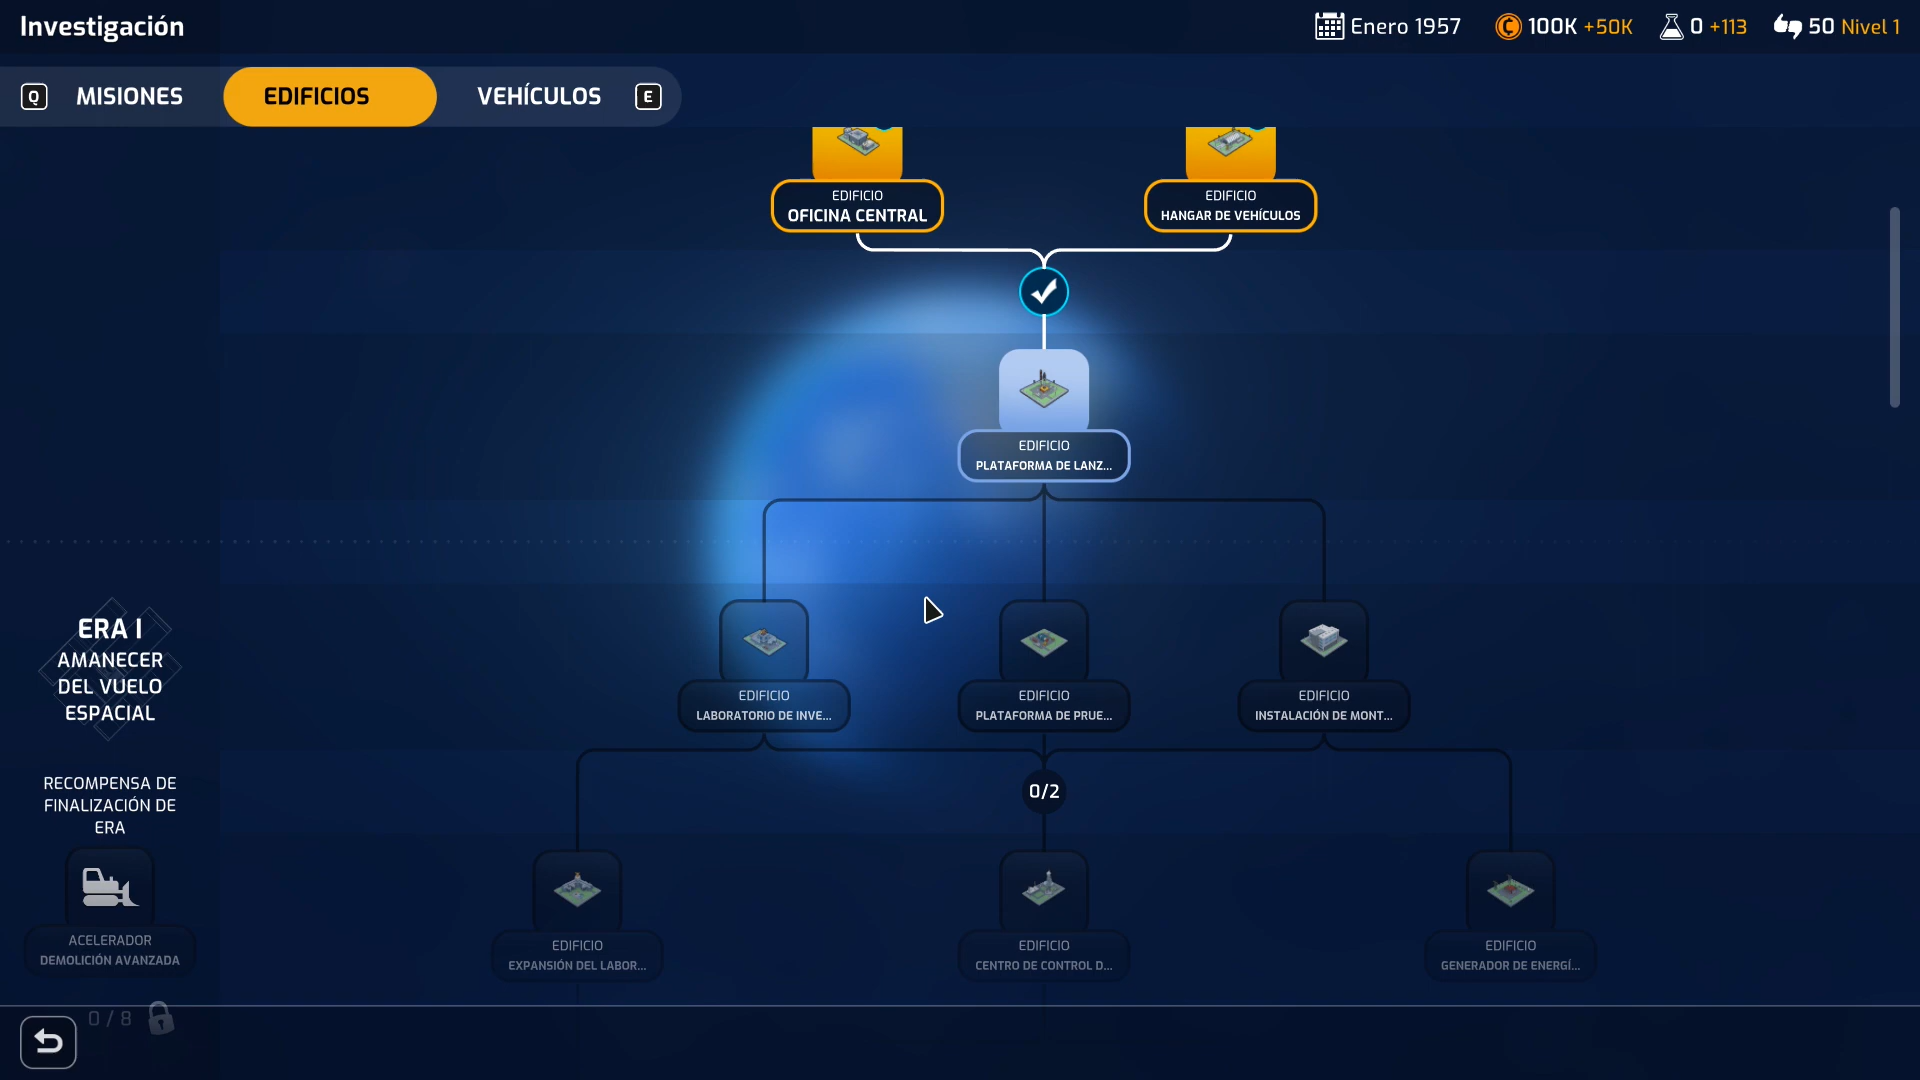 Investigación
Enero 1957
100K +50K
0 +113
50 Nivel 1
Q
MISIONES
EDIFICIOS
VEHÍCULOS
E
EDIFICIO
OFICINA CENTRAL
EDIFICIO
HANGAR DE VEHÍCULOS
EDIFICIO
PLATAFORMA DE LANZ...
EDIFICIO
LABORATORIO DE INVE...
EDIFICIO
PLATAFORMA DE PRUE...
EDIFICIO
INSTALACIÓN DE MONT...
0/2
EDIFICIO
EXPANSIÓN DEL LABOR...
EDIFICIO
CENTRO DE CONTROL D...
EDIFICIO
GENERADOR DE ENERGÍ...
ERA I
AMANECER
DEL VUELO
ESPACIAL
RECOMPENSA DE
FINALIZACIÓN DE
ERA
ACELERADOR
DEMOLICIÓN AVANZADA
0 / 8